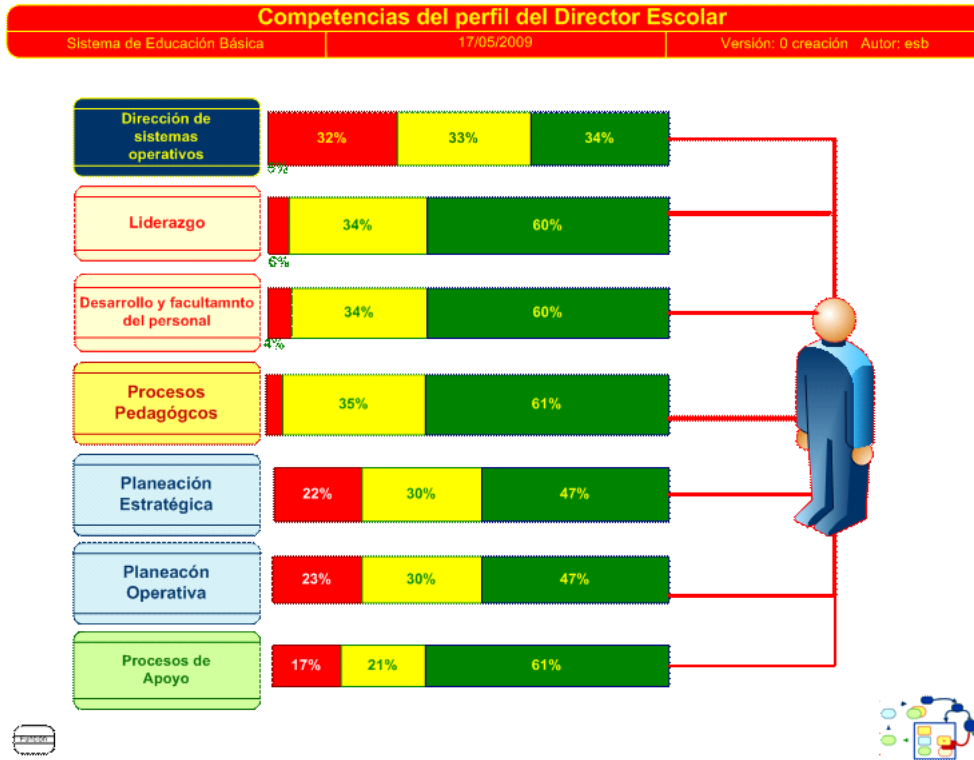 Competencias del perfil del Director Escolar
Sistema de Educación Básica
17/05/2009
Versión: 0 creación Autor: esb
Dirección de
sistemas
operativos
32%
33%
34%
5%
Liderazgo
34%
60%
6%
Desarrollo y facultamnto
del personal
34%
60%
4%
Procesos
Pedagógcos
35%
61%
Planeación
Estratégica
22%
30%
47%
Planeacón
Operativa
23%
30%
47%
Procesos de
Apoyo
17%
21%
61%